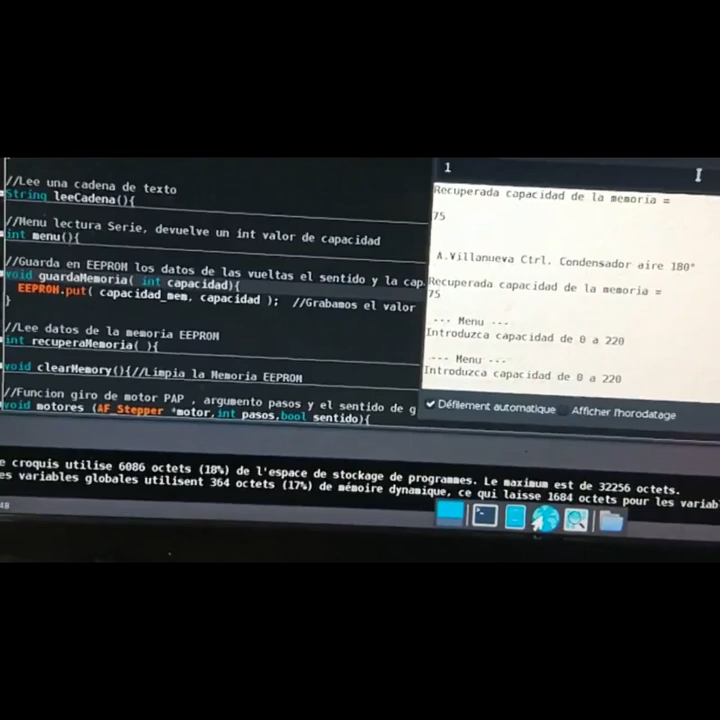 //Lee una cadena de texto
String leeCadena(){
//Menu lectura Serie, devuelve un int valor de capacidad
int menu(){
//Guarda en EEPROM los datos de las vueltas el sentido y la cap
void guardaMemoria( int capacidad){
EEPROM.put( capacidad_mem, capacidad ); //Grabamos el valor
}
//Lee datos de la memoria EEPROM
int recuperaMemoria( ){
void clearMemory(){//Limpia la Memoria EEPROM
//Funcion giro de motor PAP , argumento pasos y el sentido de g
void motores (AF_Stepper *motor,int pasos,bool sentido){
1
Recuperada capacidad de la memoria =
75
A.Villanueva Ctrl. Condensador aire 180°
Recuperada capacidad de la memoria =
75
--- Menu ---
Introduzca capacidad de 0 a 220
--- Menu ---
Introduzca capacidad de 0 a 220
Défilement automatique Afficher l'horodatage
e croquis utilise 6086 octets (18%) de l'espace de stockage de programmes. Le maximum est de 32256 octets.
es variables globales utilisent 364 octets (17%) de mémoire dynamique, ce qui laisse 1684 octets pour les variab
48